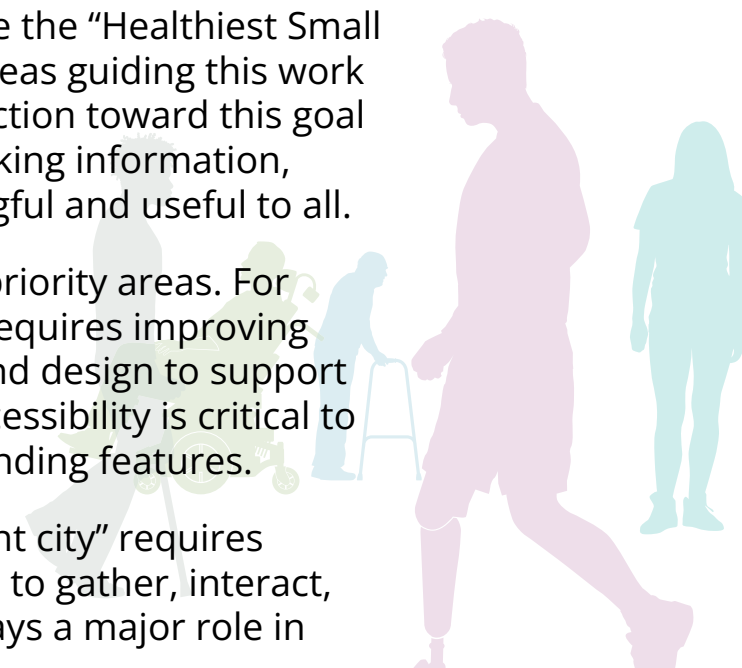 e the “Healthiest Small
eas guiding this work
ction toward this goal
king information,
gful and useful to all.
priority areas. For
equires improving
nd design to support
cessibility is critical to
nding features.
nt city” requires
to gather, interact,
ays a major role in